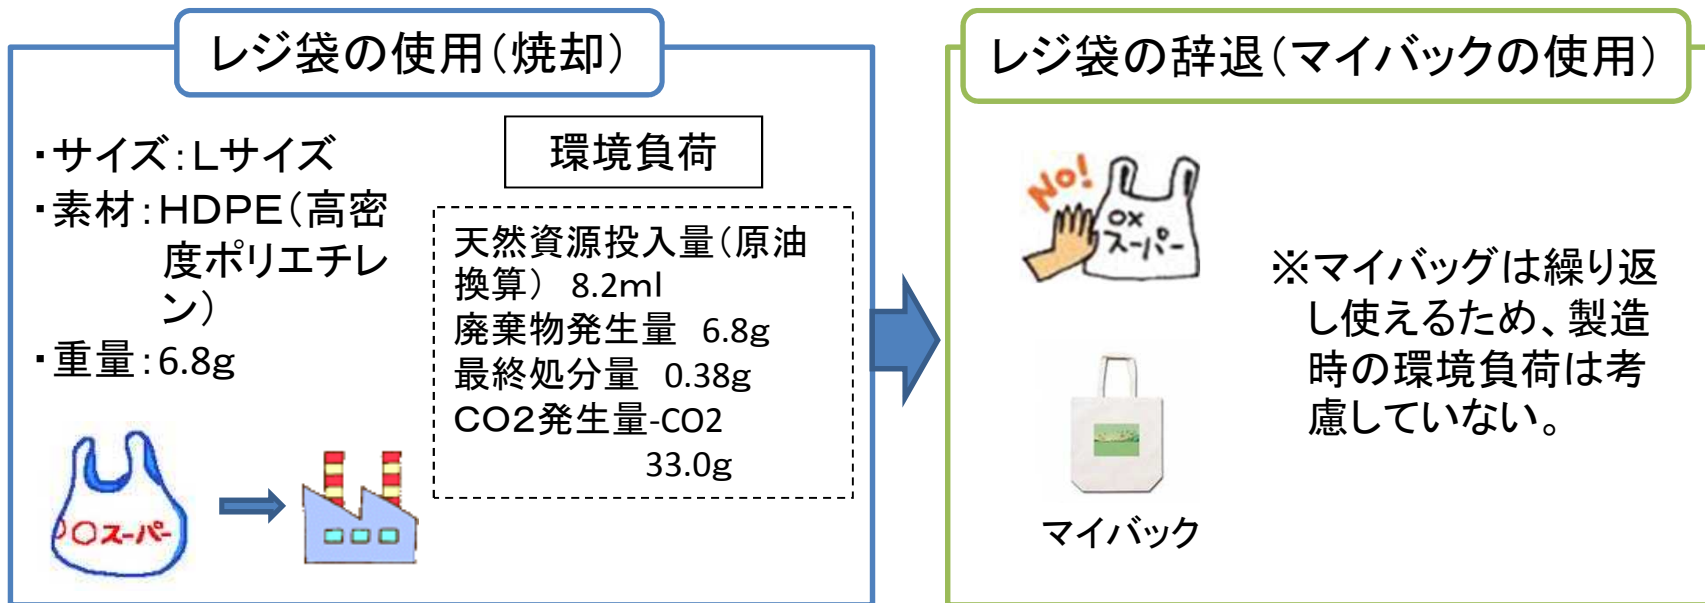 レジ袋の使用（焼却）
・サイズ：Lサイズ
・素材：HDPE（高密
度ポリエチレ
ン）
・重量：6.8g
○○スーパー
環境負荷
天然資源投入量（原油
換算） 8.2ml
廃棄物発生量 6.8g
最終処分量 0.38g
CO2発生量-CO2
33.0g
レジ袋の辞退（マイバックの使用）
No!
○×
スーパー
マイバック
※マイバッグは繰り返
し使えるため、製造
時の環境負荷は考
慮していない。